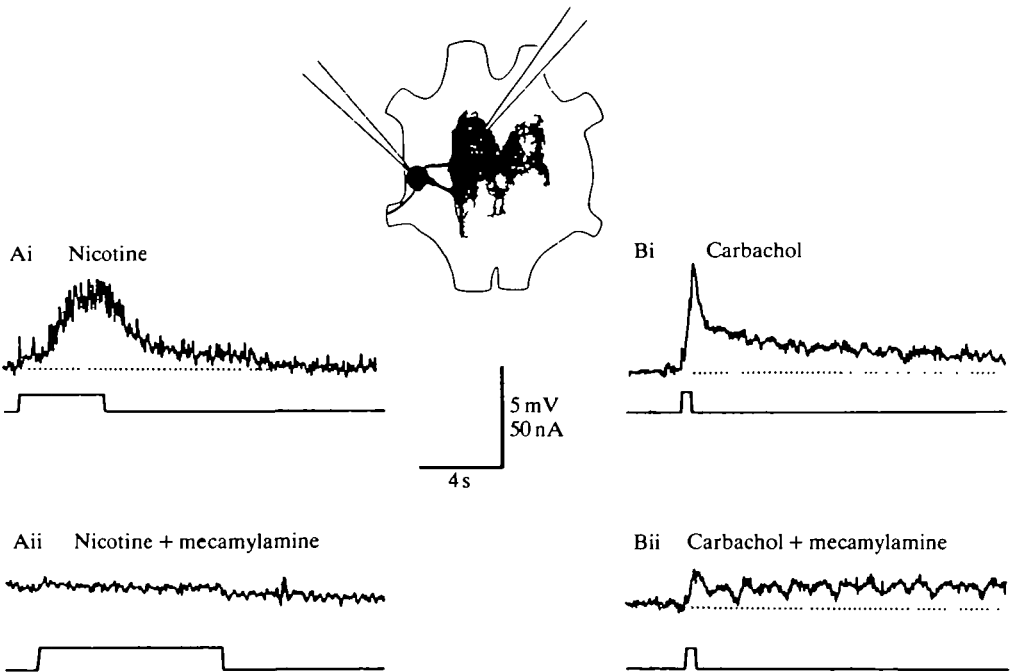 Ai Nicotine
Bi Carbachol
5 mV
50 nA
4 s
Aii Nicotine + mecamylamine
Bii Carbachol + mecamylamine